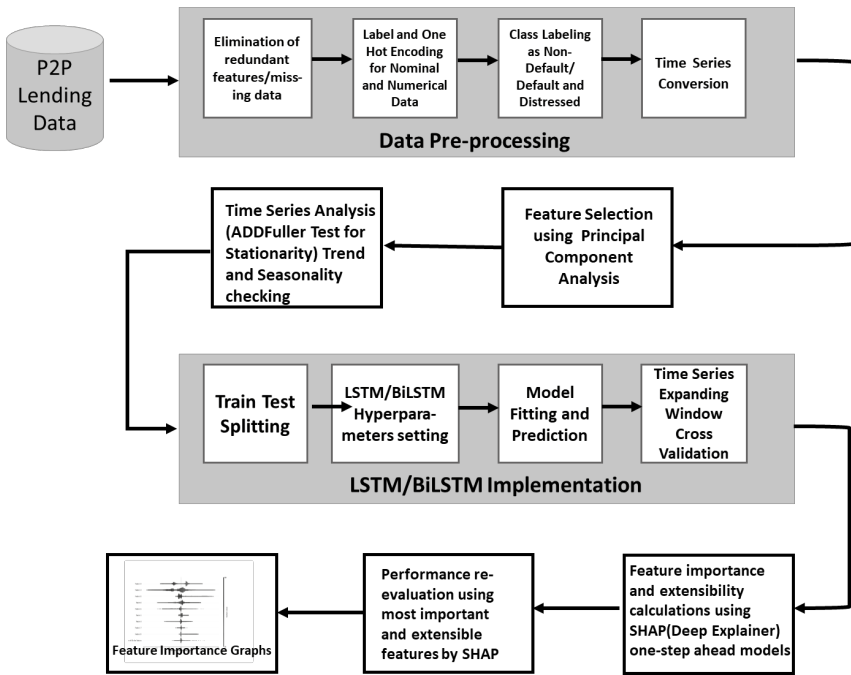 P2P
Lending
Data
Elimination of
redundant
features/miss-
ing data
Label and One
Hot Encoding
for Nominal
and Numerical
Data
Class Labeling
as Non-
Default/
Default and
Distressed
Time Series
Conversion
Data Pre-processing
Time Series Analysis
(ADDFuller Test for
Stationarity) Trend
and Seasonality
checking
Feature Selection
using Principal
Component
Analysis
Train Test
Splitting
LSTM/BiLSTM
Hyperpara-
meters setting
Model
Fitting and
Prediction
Time Series
Expanding
Window
Cross
Validation
LSTM/BiLSTM Implementation
Feature Importance Graphs
Performance re-
evaluation using
most important
and extensible
features by SHAP
Feature importance
and extensibility
calculations using
SHAP(Deep Explainer)
one-step ahead models